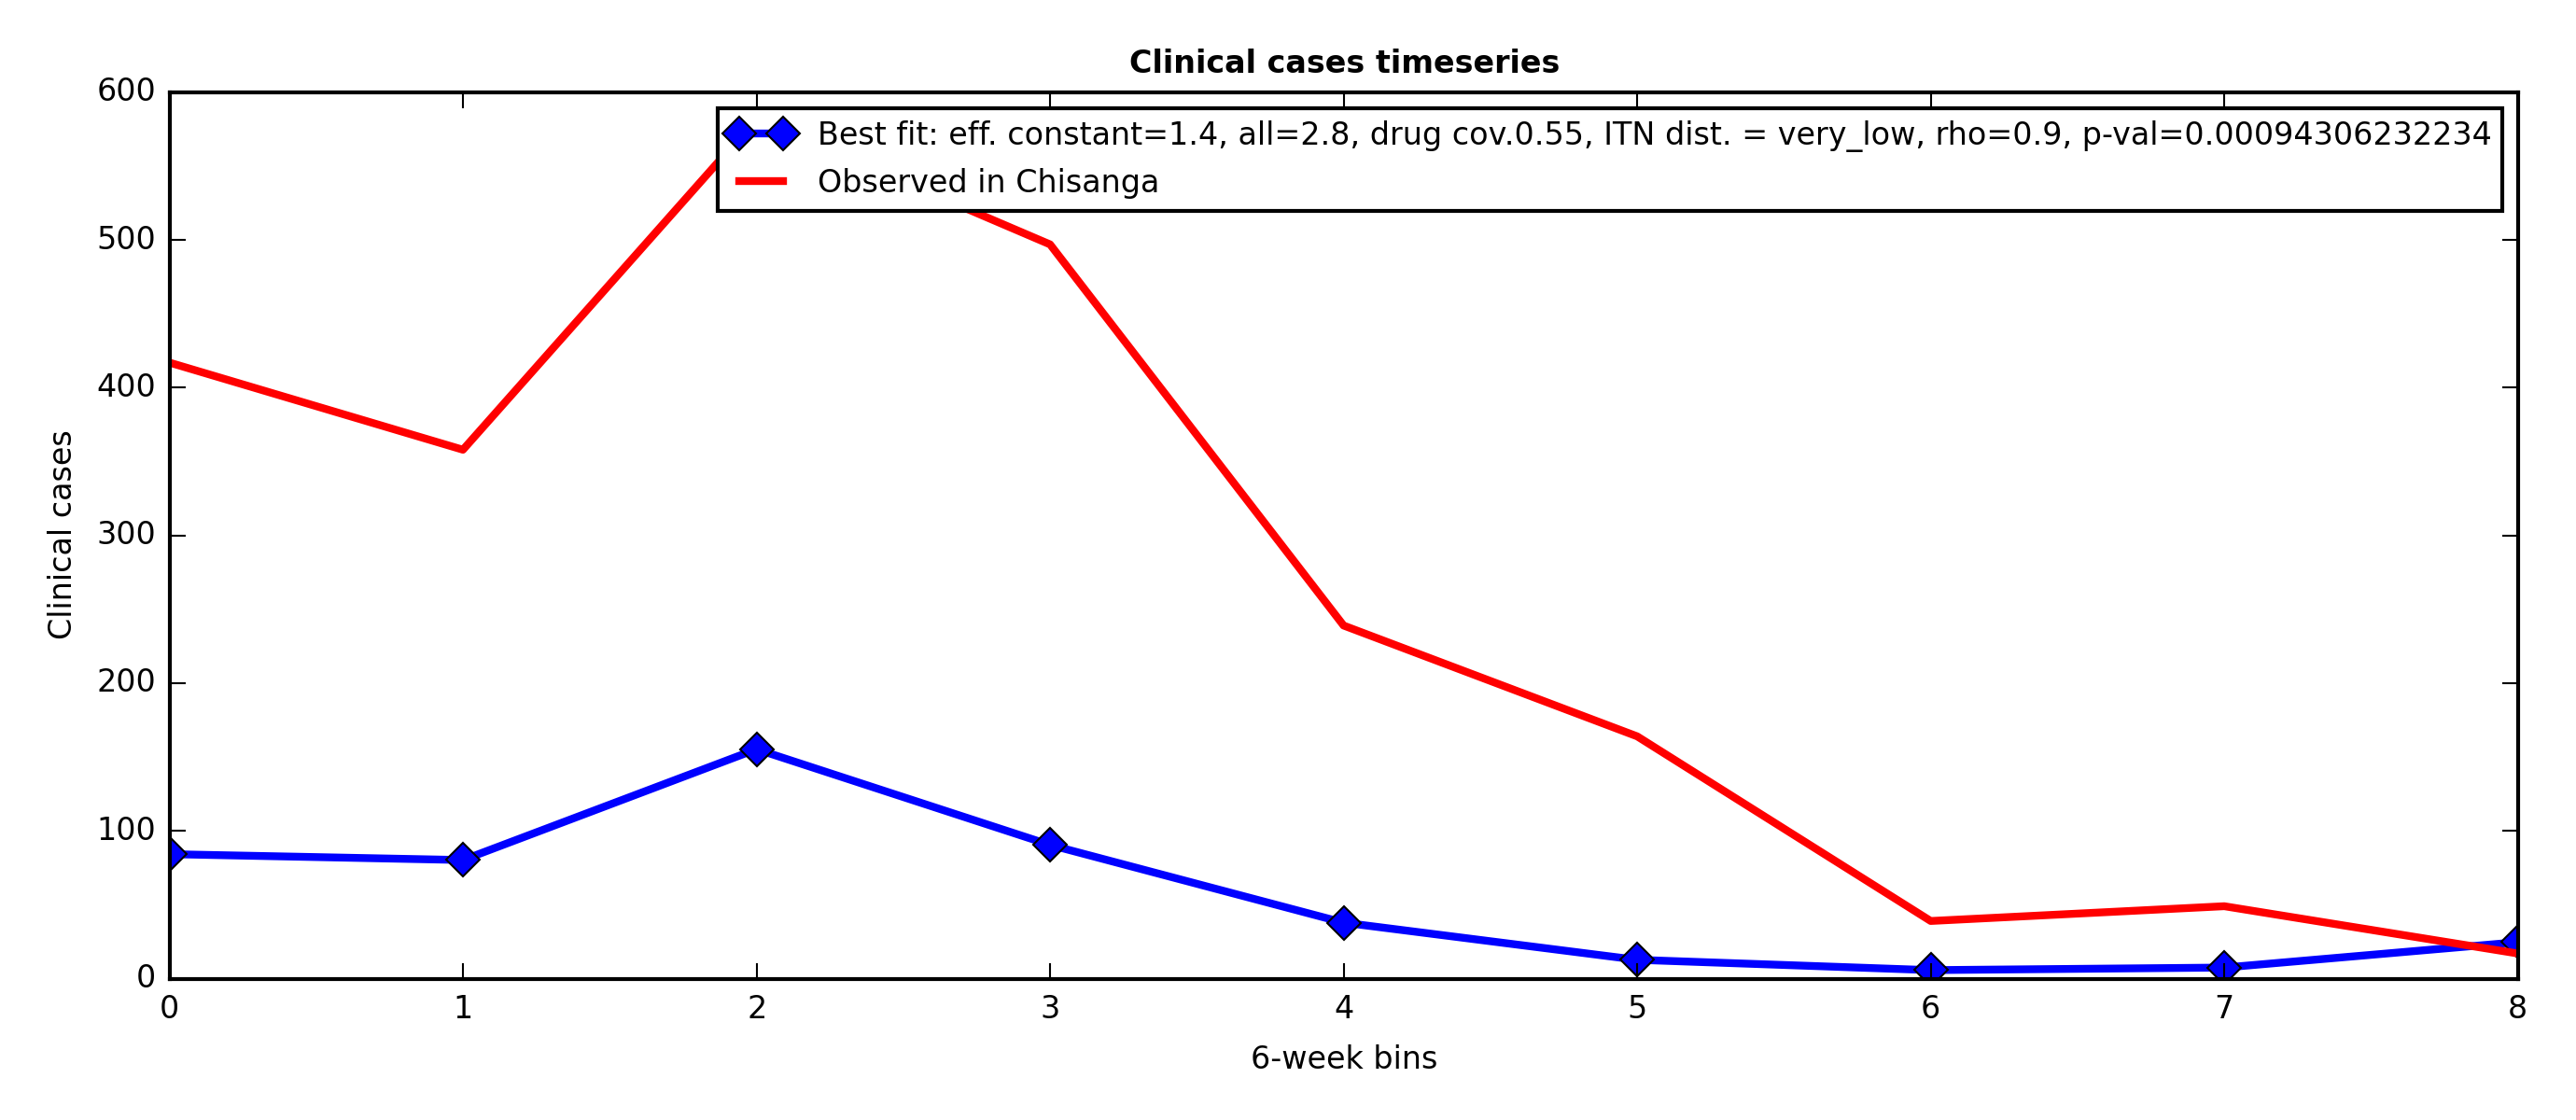 Clinical cases timeseries
600
500
400
300
200
100
0
Clinical cases
Best fit: eff. constant=1.4, all=2.8, drug cov.0.55, ITN dist. = very_low, rho=0.9, p-val=0.00094306232234
Observed in Chisanga
0 1 2 3 4 5 6 7 8
6-week bins